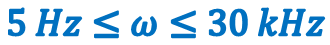 5 Hz ≤ ω ≤ 30 kHz